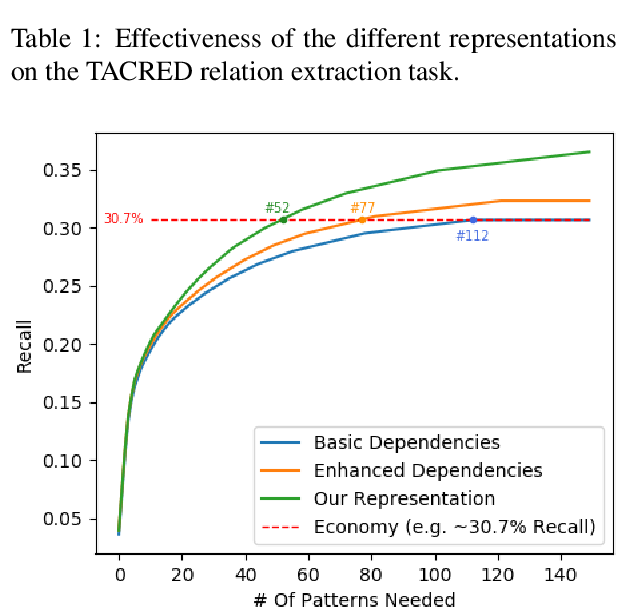 Table 1: Effectiveness of the different representations
on the TACRED relation extraction task.
0.35
0.30
0.25
0.20
0.15
0.10
0.05
Recall
30.7%
#52
#77
#112
Basic Dependencies
Enhanced Dependencies
Our Representation
Economy (e.g. ~30.7% Recall)
0 20 40 60 80 100 120 140
# Of Patterns Needed